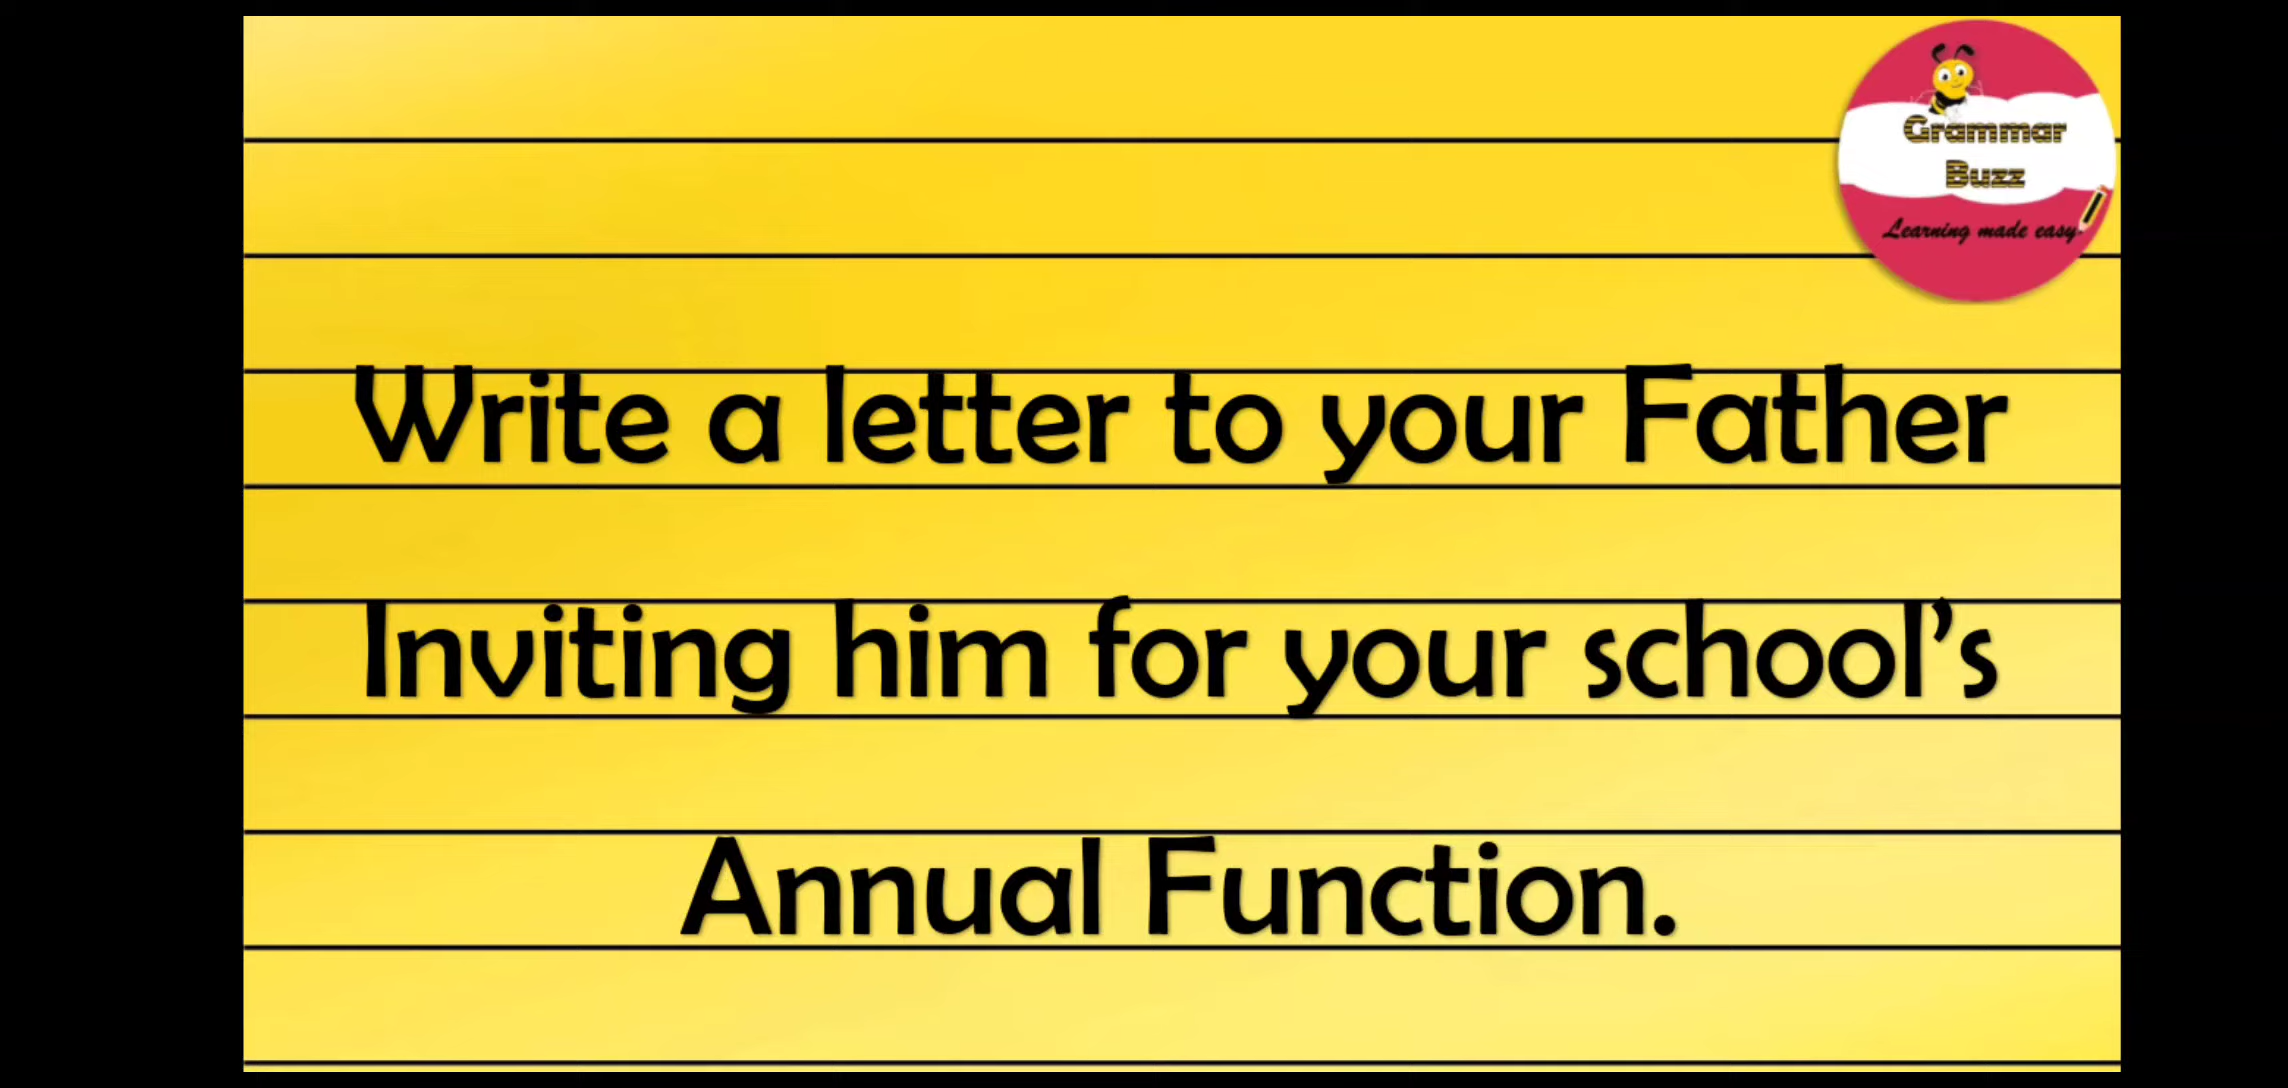 Grammar
Buzz
Learning made easy
Write a letter to your Father
Inviting him for your school’s
Annual Function.